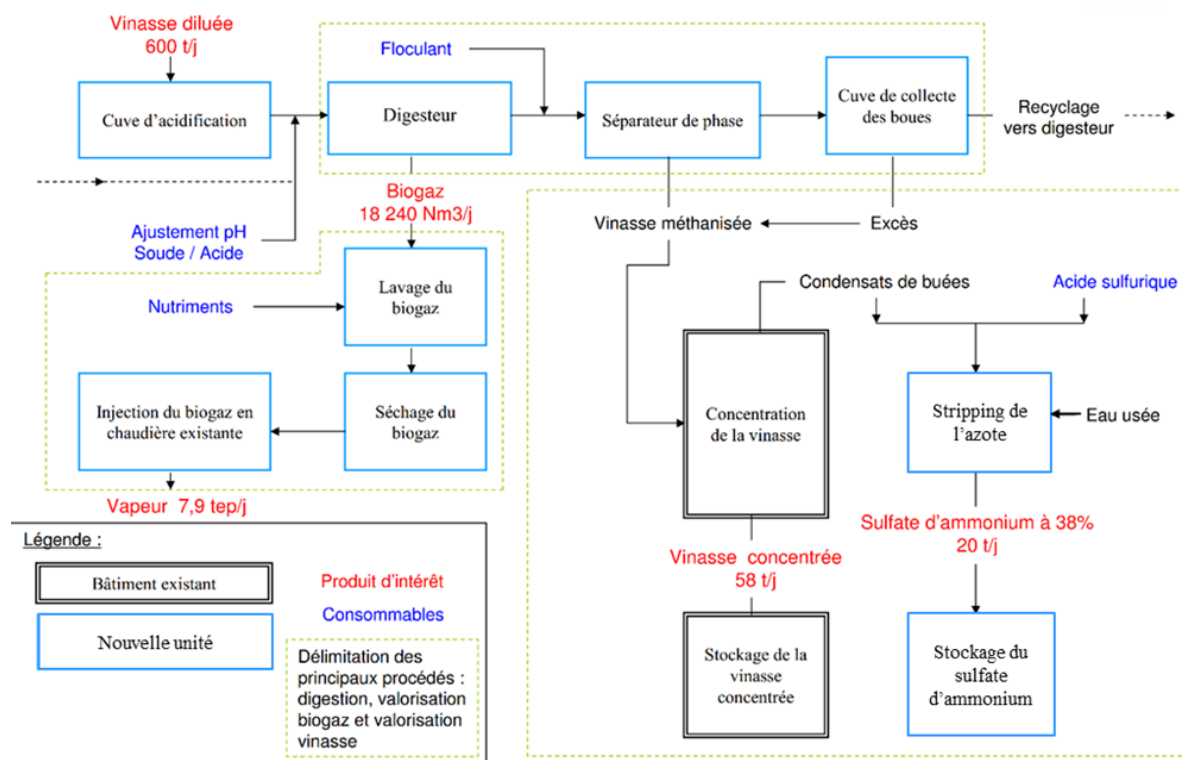 Vinasse diluée
600 t/j
Cuve d'acidification
Floculant
Digesteur
Séparateur de phase
Cuve de collecte
des boues
Recyclage
vers digesteur
Ajustement pH
Soude / Acide
Biogaz
18 240 Nm3/j
Vinasse méthanisée
Excès
Nutriments
Lavage du
biogaz
Condensats de buées
Acide sulfurique
Injection du biogaz en
chaudière existante
Séchage du
biogaz
Concentration
de la vinasse
Stripping de
l'azote
Eau usée
Vapeur 7,9 tep/j
Sulfate d'ammonium à 38%
20 t/j
Vinasse concentrée
58 t/j
Stockage de la
vinasse
concentrée
Stockage du
sulfate
d'ammonium
Légende :
Bâtiment existant
Produit d'intérêt
Consommables
Nouvelle unité
Délimitation des
principaux procédés :
digestion, valorisation
biogaz et valorisation
vinasse